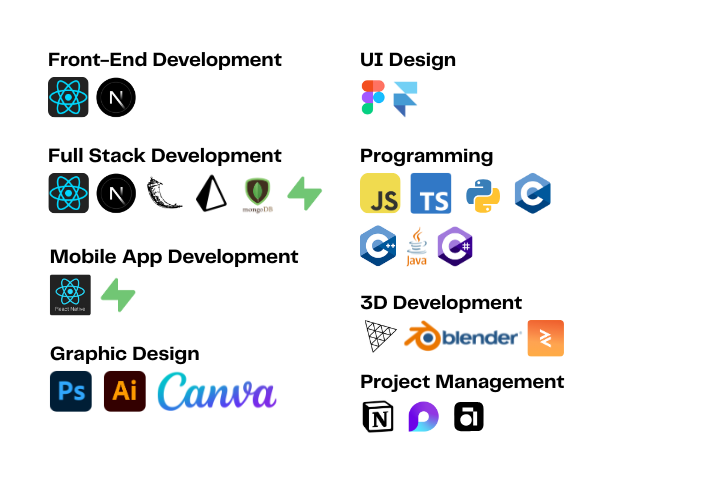 Front-End Development
N
Full Stack Development
N
mongoDB
Mobile App Development
React Native
Graphic Design
Ps Ai Canva
UI Design
Programming
JS TS C
C++ Java C#
3D Development
blender
Project Management
N a